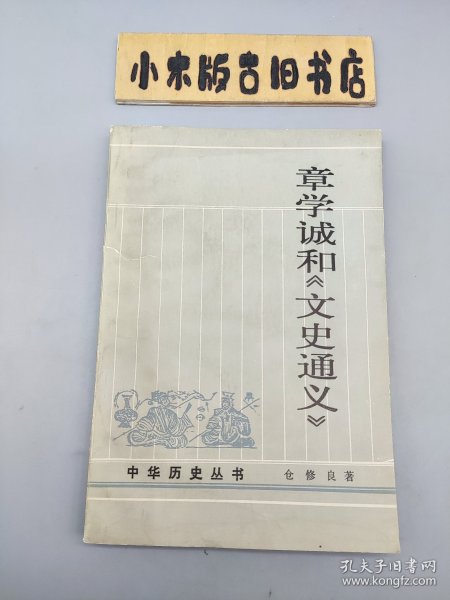 小木版古旧书店
章学诚和《文史通义》
中华历史丛书 仓修良著
孔夫子旧书网
www.kongfz.com